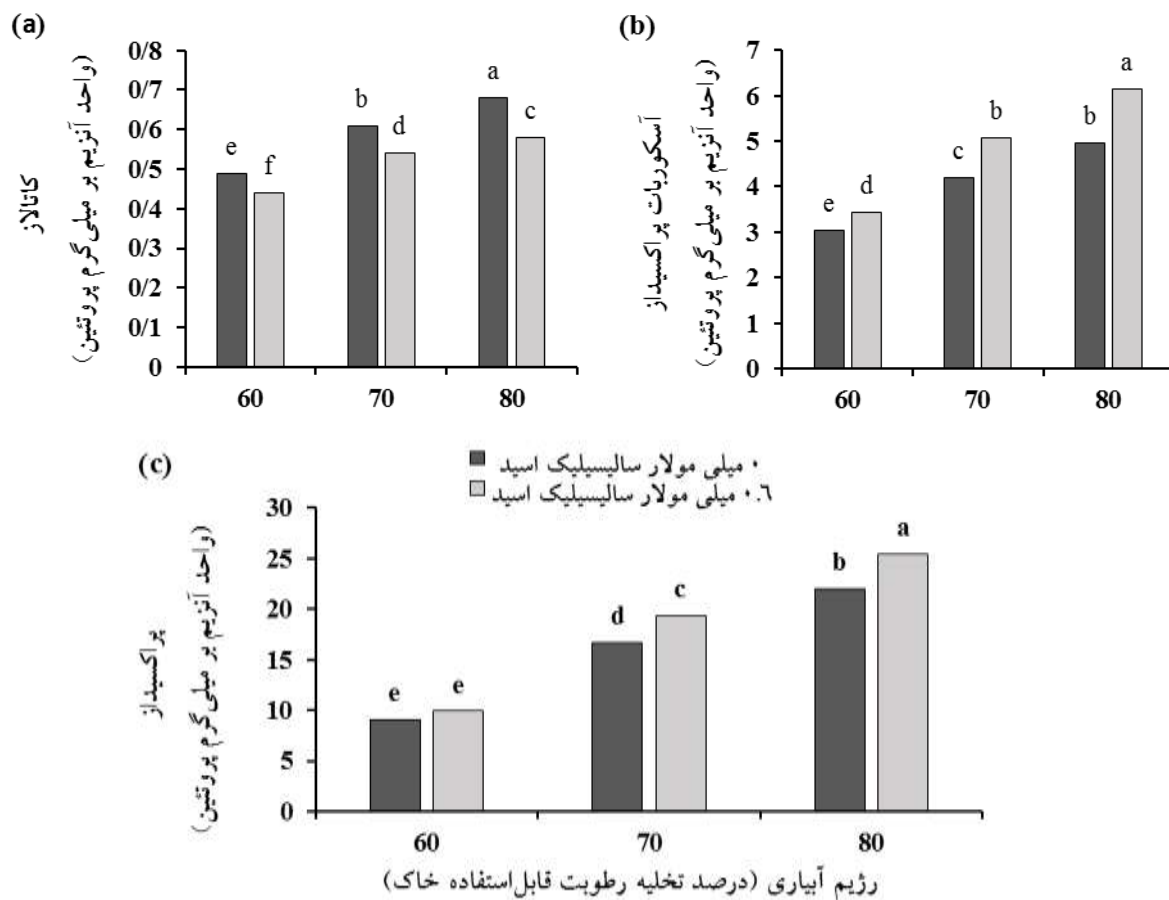 (a)
کاتالاز
(واحد آنزیم بر میلی‌گرم پروتئین)
0/8
0/7
0/6
0/5
0/4
0/3
0/2
0/1
0
e
f
b
d
a
c
60
70
80
(b)
آسکوربات پراکسیداز
(واحد آنزیم بر میلی‌گرم پروتئین)
7
6
5
4
3
2
1
0
e
d
c
b
b
a
60
70
80
(c)
۰ میلی مولار سالیسیلیک اسید
۰.٦ میلی مولار سالیسیلیک اسید
پراکسیداز
(واحد آنزیم بر میلی‌گرم پروتئین)
30
25
20
15
10
5
0
e
e
d
c
b
a
60
70
80
رژیم آبیاری (درصد تخلیه رطوبت قابل‌استفاده خاک)